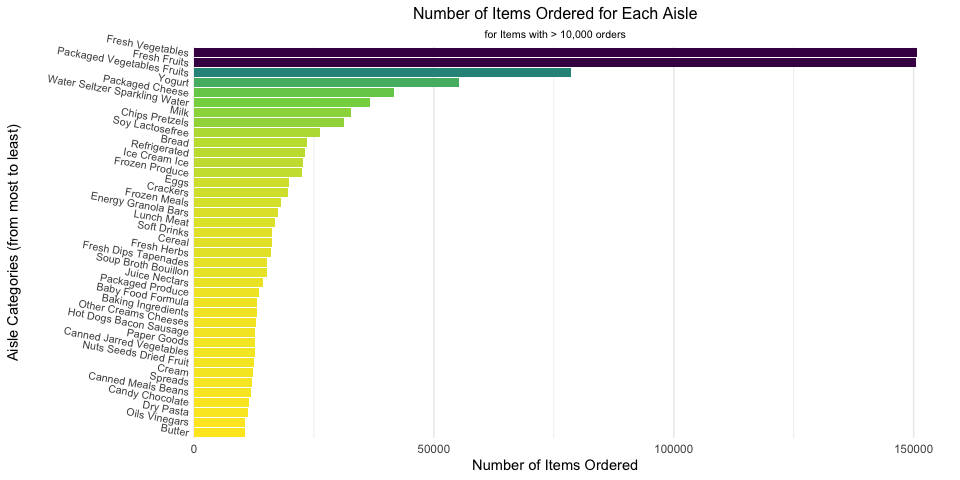 Number of Items Ordered for Each Aisle
for Items with > 10,000 orders
Aisle Categories (from most to least)
Fresh Vegetables
Fresh Fruits
Packaged Vegetables Fruits
Yogurt
Packaged Cheese
Water Seltzer Sparkling Water
Milk
Chips Pretzels
Soy Lactosefree
Bread
Refrigerated
Ice Cream Ice
Frozen Produce
Eggs
Crackers
Frozen Meals
Energy Granola Bars
Lunch Meat
Soft Drinks
Cereal
Fresh Herbs
Fresh Dips Tapenades
Soup Broth Bouillon
Juice Nectars
Packaged Produce
Baby Food Formula
Baking Ingredients
Other Creams Cheeses
Hot Dogs Bacon Sausage
Paper Goods
Canned Jarred Vegetables
Nuts Seeds Dried Fruit
Cream
Spreads
Canned Meals Beans
Candy Chocolate
Dry Pasta
Oils Vinegars
Butter
0 50000 100000 150000
Number of Items Ordered